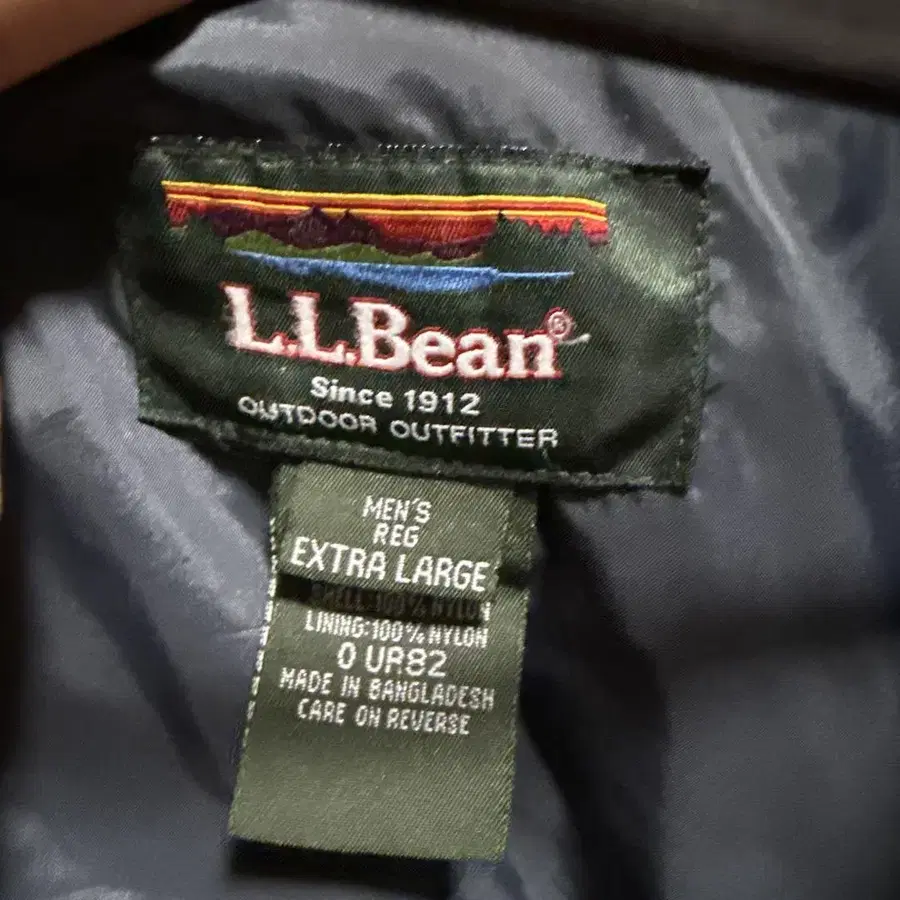 L.L.Bean®
Since 1912
OUTDOOR OUTFITTER
MEN'S
REG
EXTRA LARGE
SHELL:100% NYLON
LINING:100% NYLON
0 UP82
MADE IN BANGLADESH
CARE ON REVERSE